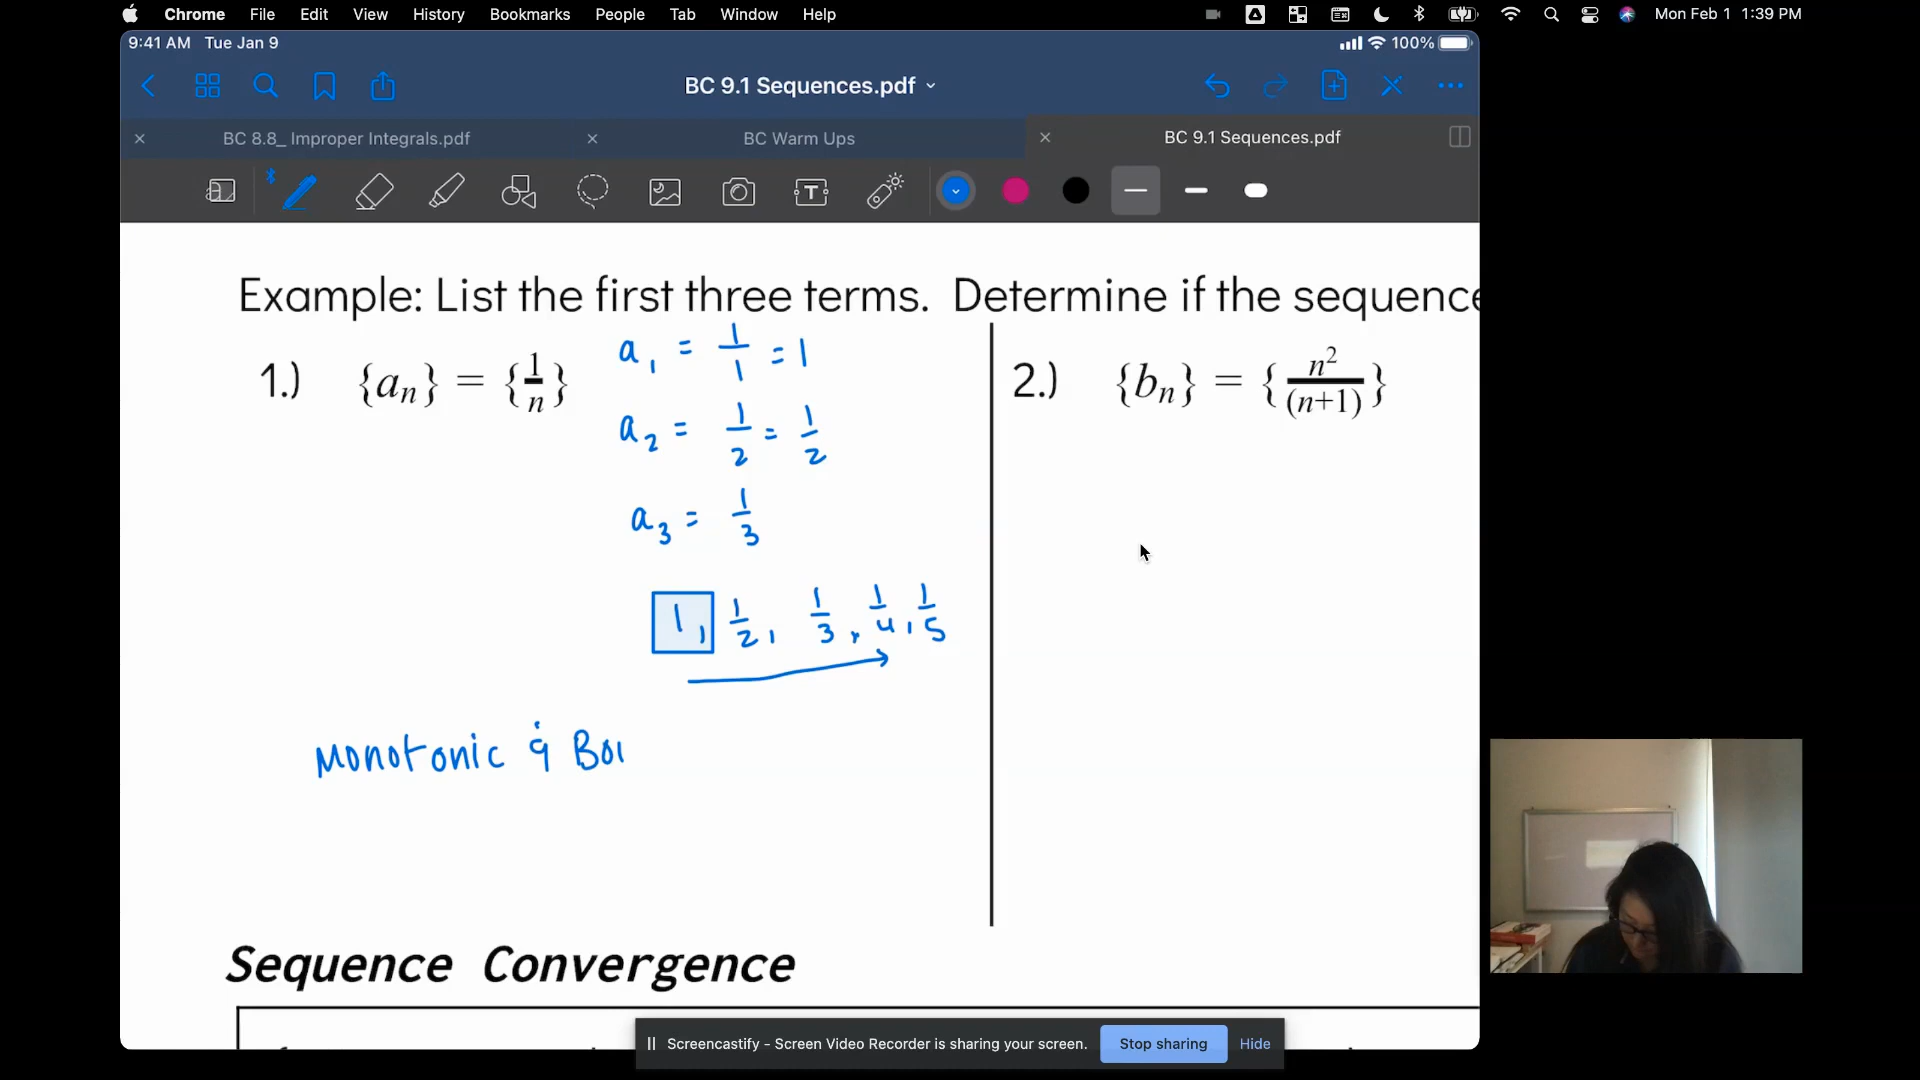 Chrome File Edit View History Bookmarks People Tab Window Help Mon Feb 1 1:39 PM
9:41 AM Tue Jan 9 100%
BC 9.1 Sequences.pdf
BC 8.8_ Improper Integrals.pdf BC Warm Ups BC 9.1 Sequences.pdf
Example: List the first three terms. Determine if the sequence
1.) {aₙ} = {1/n}
a₁ = 1/1 = 1
a₂ = 1/2 = 1/2
a₃ = 1/3
1, 1/2, 1/3, 1/4, 1/5
Monotonic & Bou
2.) {bₙ} = {n²/(n+1)}
Sequence Convergence
Screencastify - Screen Video Recorder is sharing your screen. Stop sharing Hide